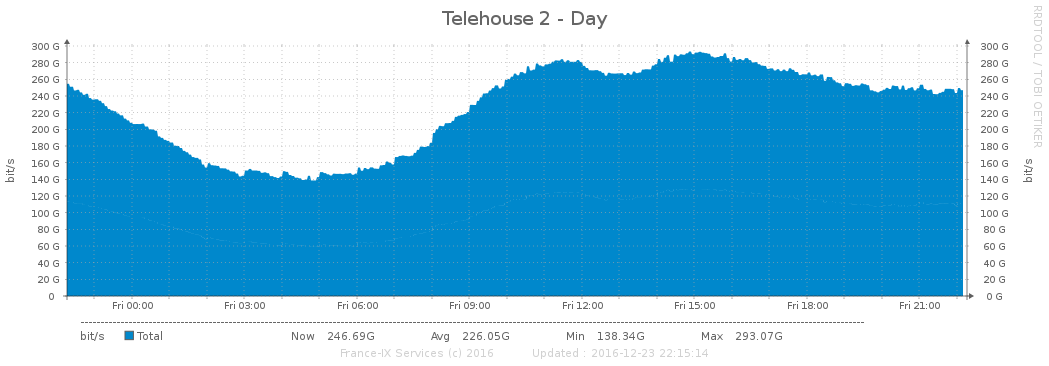 Telehouse 2 - Day
RRDTOOL / TOBI OETIKER
bit/s
300 G 300 G
280 G 280 G
260 G 260 G
240 G 240 G
220 G 220 G
200 G 200 G
180 G 180 G
160 G 160 G
140 G 140 G
120 G 120 G
100 G 100 G
80 G 80 G
60 G 60 G
40 G 40 G
20 G 20 G
0 0 G
bit/s
Fri 00:00 Fri 03:00 Fri 06:00 Fri 09:00 Fri 12:00 Fri 15:00 Fri 18:00 Fri 21:00
bit/s Total Now 246.69G Avg 226.05G Min 138.34G Max 293.07G
France-IX Services (c) 2016 Updated : 2016-12-23 22:15:14